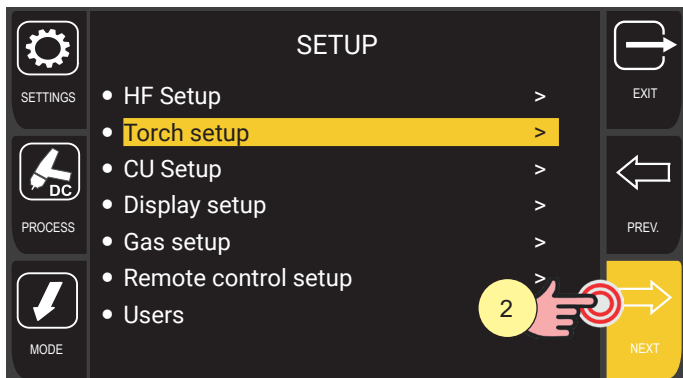 SETUP
SETTINGS
• HF Setup >
EXIT
• Torch setup >
DC
• CU Setup >
• Display setup >
PROCESS
PREV.
• Gas setup >
• Remote control setup >
2
• Users
MODE
NEXT